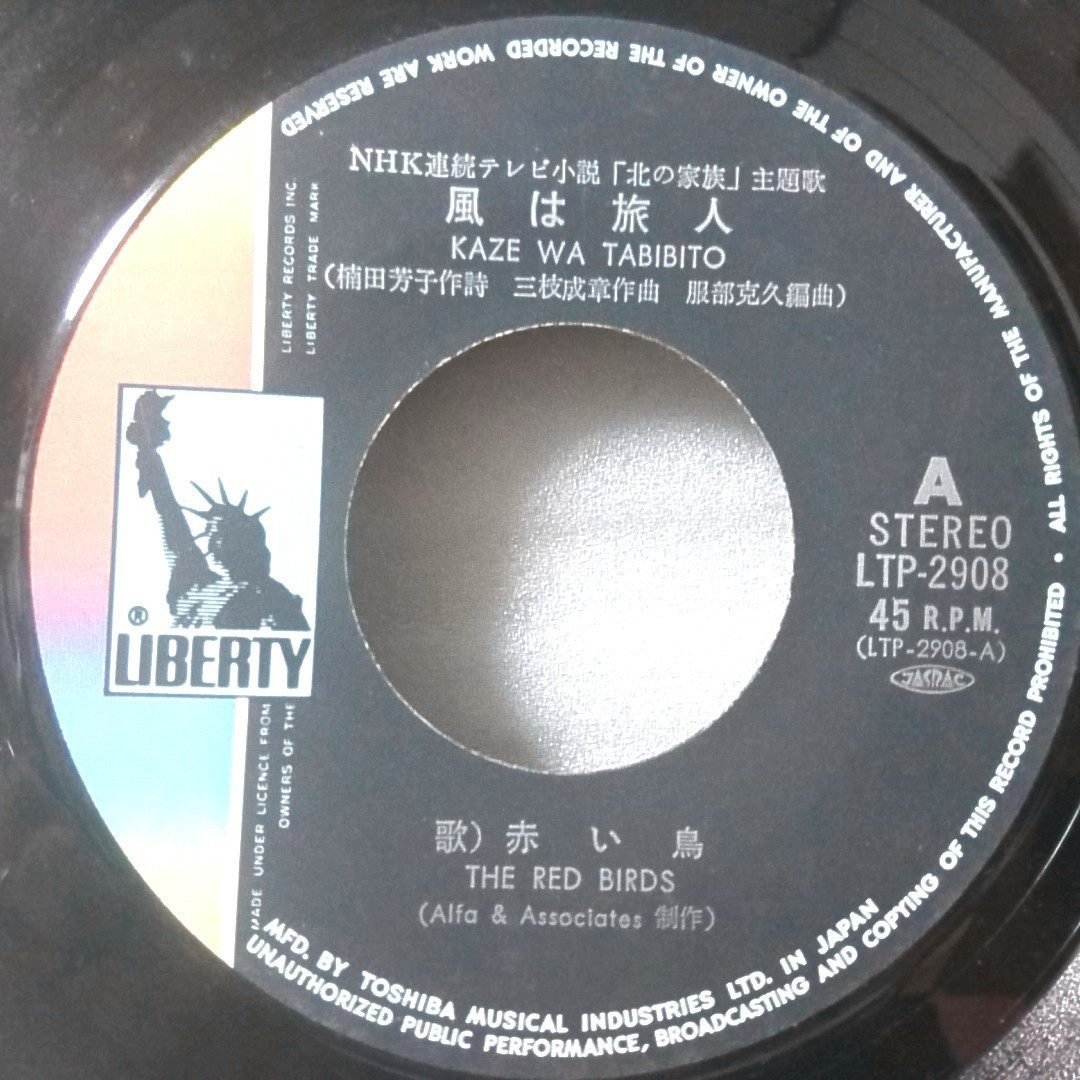 NHK連続テレビ小説「北の家族」主題歌
風は旅人
KAZE WA TABIBITO
(楠田芳子作詩 三枝成章作曲 服部克久編曲)
A
STEREO
LTP-2908
45 R.P.M.
(LTP-2908-A)
JASRAC
歌)赤い鳥
THE RED BIRDS
(Alfa & Associates 制作)
® LIBERTY
LIBERTY RECORDS INC.
LIBERTY TRADE MARK
MADE UNDER LICENCE FROM
OWNERS OF THE
MFD. BY TOSHIBA MUSICAL INDUSTRIES LTD. IN JAPAN
• ALL RIGHTS OF THE MANUFACTURER AND OF THE OWNER OF THE RECORDED WORK ARE RESERVED
UNAUTHORIZED PUBLIC PERFORMANCE, BROADCASTING AND COPYING OF THIS RECORD PROHIBITED